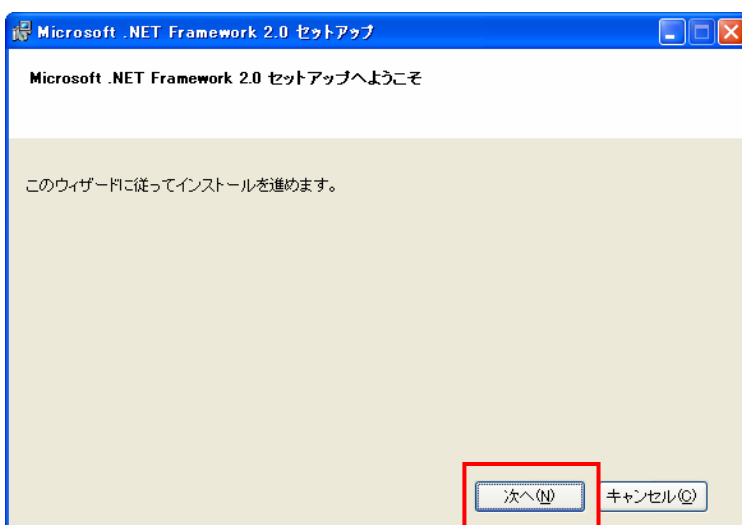 Microsoft .NET Framework 2.0 セットアップ
Microsoft .NET Framework 2.0 セットアップへようこそ
このウィザードに従ってインストールを進めます。
次へ(N) キャンセル(C)